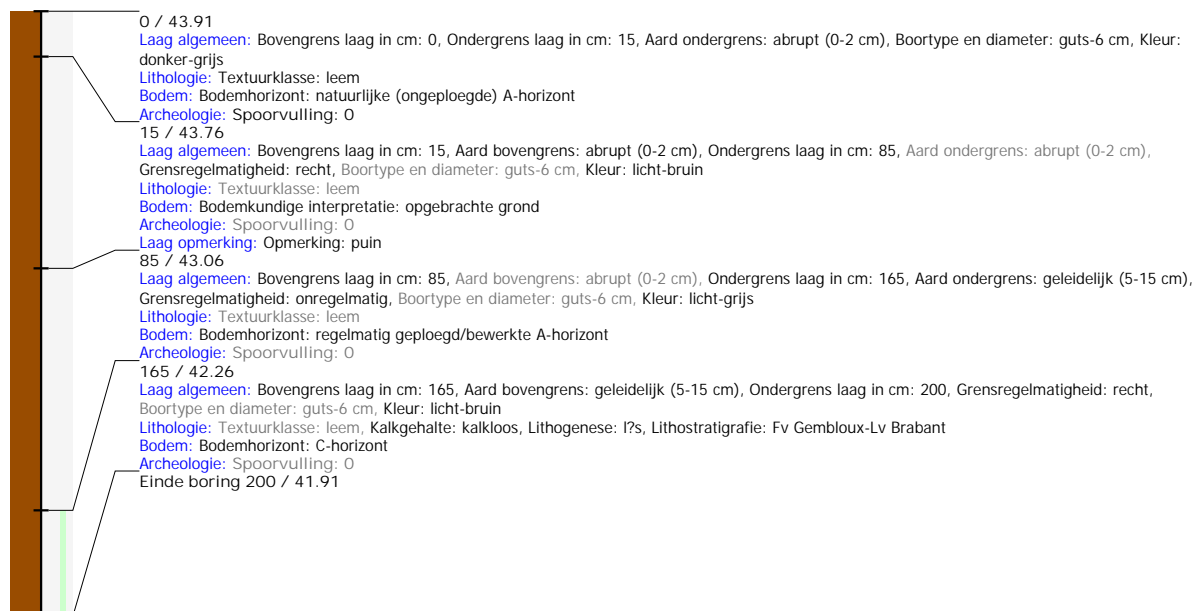 0 / 43.91
Laag algemeen: Bovengrens laag in cm: 0, Ondergrens laag in cm: 15, Aard ondergrens: abrupt (0-2 cm), Boortype en diameter: guts-6 cm, Kleur:
donker-grijs
Lithologie: Textuurklasse: leem
Bodem: Bodemhorizont: natuurlijke (ongeploegde) A-horizont
Archeologie: Spoorvulling: 0
15 / 43.76
Laag algemeen: Bovengrens laag in cm: 15, Aard bovengrens: abrupt (0-2 cm), Ondergrens laag in cm: 85, Aard ondergrens: abrupt (0-2 cm),
Grensregelmatigheid: recht, Boortype en diameter: guts-6 cm, Kleur: licht-bruin
Lithologie: Textuurklasse: leem
Bodem: Bodemkundige interpretatie: opgebrachte grond
Archeologie: Spoorvulling: 0
Laag opmerking: Opmerking: puin
85 / 43.06
Laag algemeen: Bovengrens laag in cm: 85, Aard bovengrens: abrupt (0-2 cm), Ondergrens laag in cm: 165, Aard ondergrens: geleidelijk (5-15 cm),
Grensregelmatigheid: onregelmatig, Boortype en diameter: guts-6 cm, Kleur: licht-grijs
Lithologie: Textuurklasse: leem
Bodem: Bodemhorizont: regelmatig geploegd/bewerkte A-horizont
Archeologie: Spoorvulling: 0
165 / 42.26
Laag algemeen: Bovengrens laag in cm: 165, Aard bovengrens: geleidelijk (5-15 cm), Ondergrens laag in cm: 200, Grensregelmatigheid: recht,
Boortype en diameter: guts-6 cm, Kleur: licht-bruin
Lithologie: Textuurklasse: leem, Kalkgehalte: kalkloos, Lithogenese: l?s, Lithostratigrafie: Fv Gembloux-Lv Brabant
Bodem: Bodemhorizont: C-horizont
Archeologie: Spoorvulling: 0
Einde boring 200 / 41.91